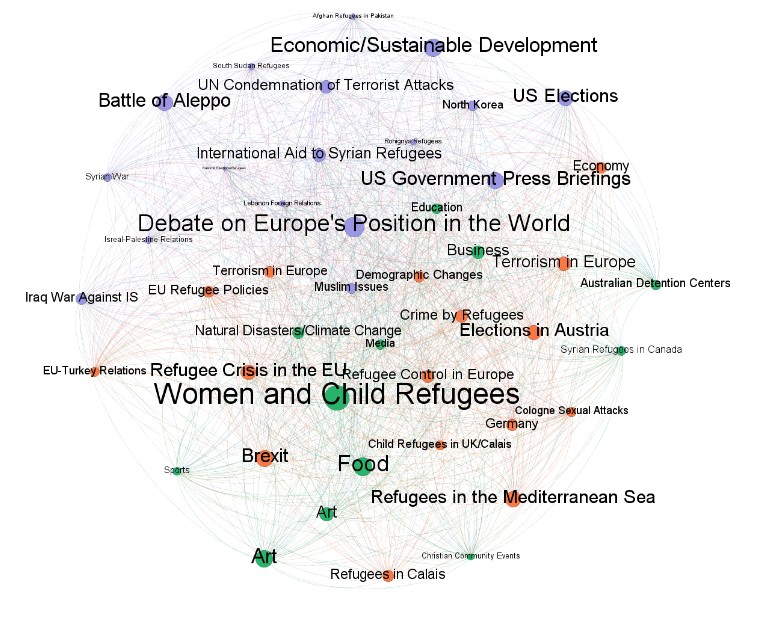 Afghan Refugees in Pakistan
Economic/Sustainable Development
South Sudan Refugees
UN Condemnation of Terrorist Attacks
Battle of Aleppo
US Elections
North Korea
Rohignya Refugees
International Aid to Syrian Refugees
Economy
Syrian War
US Government Press Briefings
Lebanon Foreign Relations
Education
Debate on Europe's Position in the World
Isreal-Palestine Relations
Business
Terrorism in Europe
Terrorism in Europe
Demographic Changes
Australian Detention Centers
EU Refugee Policies
Muslim Issues
Iraq War Against IS
Crime by Refugees
Natural Disasters/Climate Change
Elections in Austria
Media
Syrian Refugees in Canada
EU-Turkey Relations
Refugee Crisis in the EU
Refugee Control in Europe
Women and Child Refugees
Cologne Sexual Attacks
Germany
Child Refugees in UK/Calais
Brexit
Food
Sports
Refugees in the Mediterranean Sea
Art
Art
Christian Community Events
Refugees in Calais